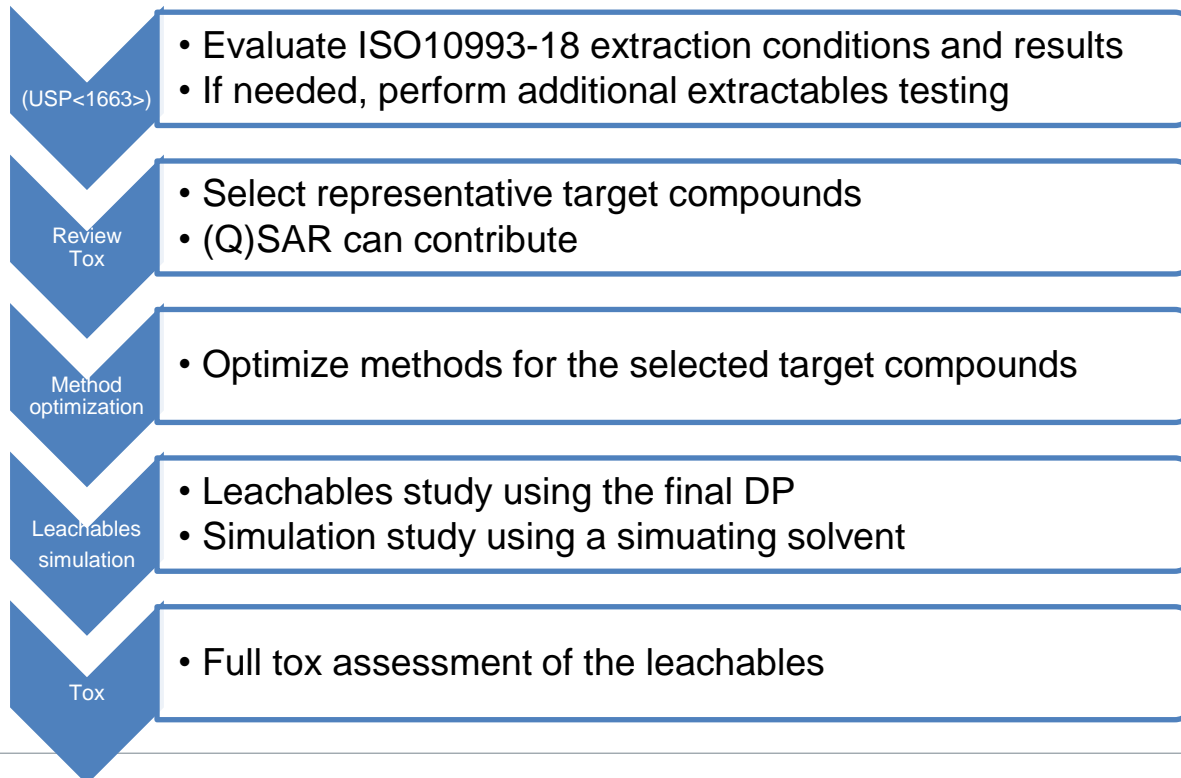 (USP<1663>)
• Evaluate ISO10993-18 extraction conditions and results
• If needed, perform additional extractables testing
Review
Tox
• Select representative target compounds
• (Q)SAR can contribute
Method
optimization
• Optimize methods for the selected target compounds
Leachables
simulation
• Leachables study using the final DP
• Simulation study using a simuating solvent
Tox
• Full tox assessment of the leachables